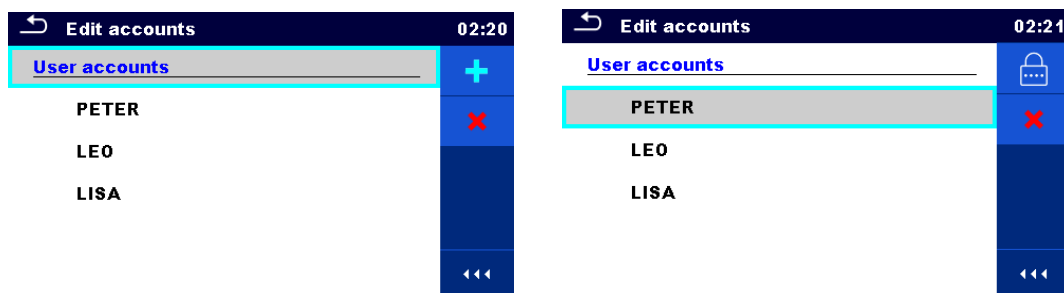 Edit accounts 02:20
User accounts
PETER
LEO
LISA
Edit accounts 02:21
User accounts
PETER
LEO
LISA